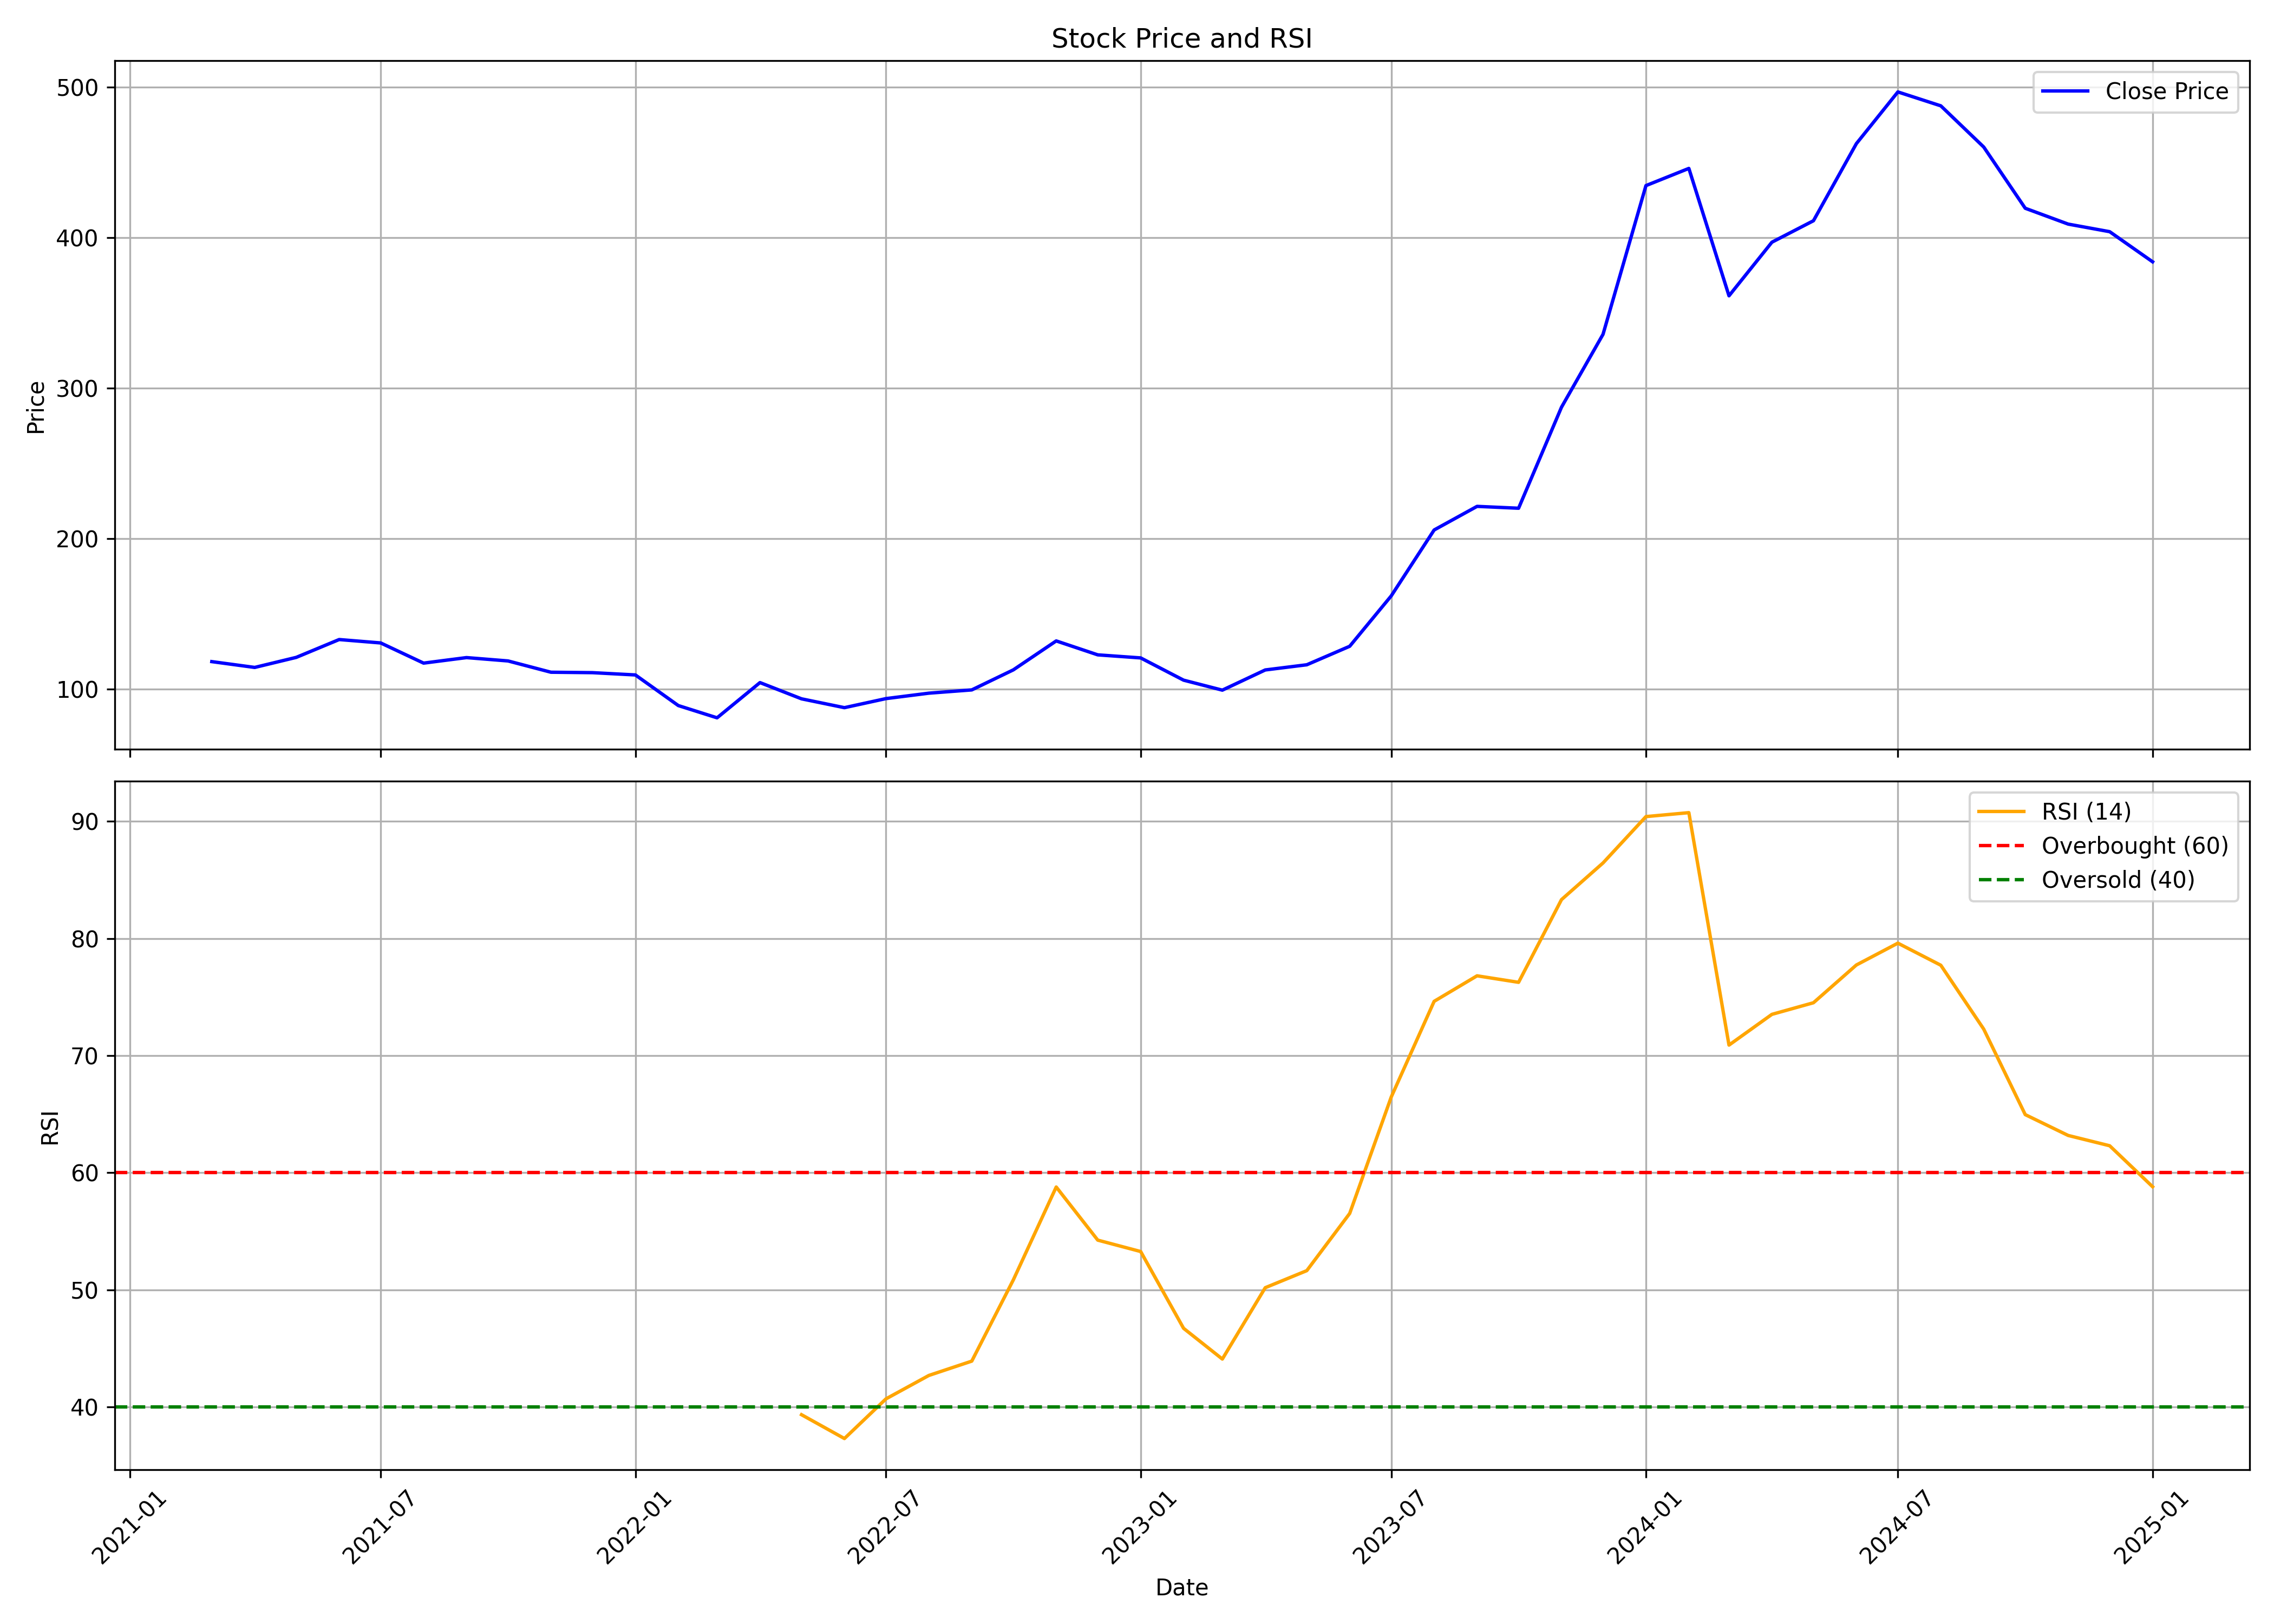 Stock Price and RSI
Close Price
500
400
300
200
100
Price
RSI (14)
Overbought (60)
Oversold (40)
90
80
70
60
50
40
RSI
2021-01
2021-07
2022-01
2022-07
2023-01
2023-07
2024-01
2024-07
2025-01
Date